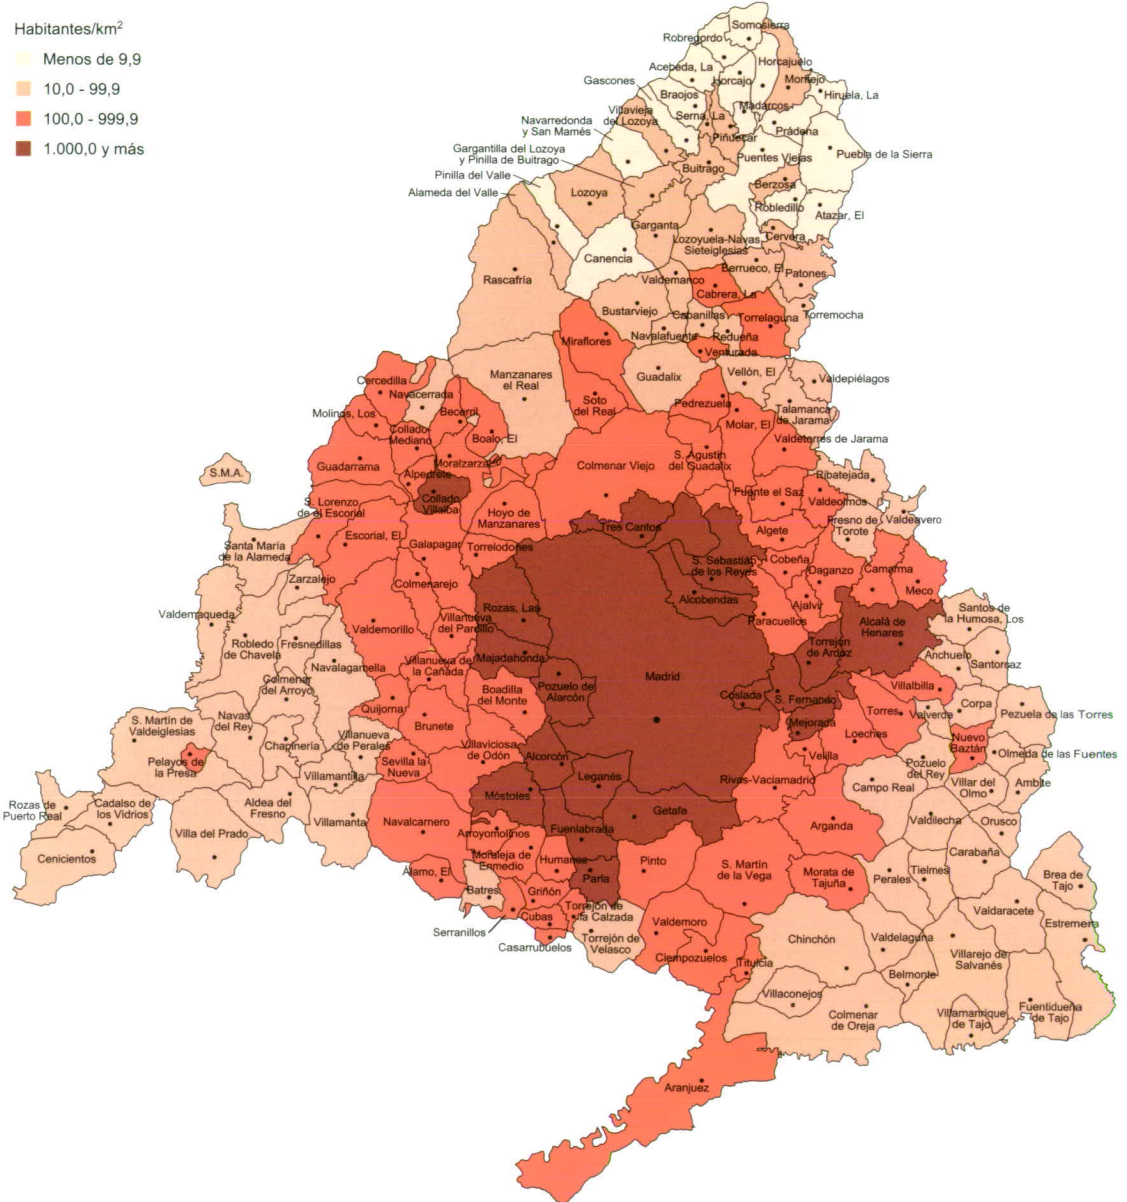 Habitantes/km²
Menos de 9,9
10,0 - 99,9
100,0 - 999,9
1.000,0 y más
Somosierra
Robregordo
Acebeda, La
Horcajuelo
Horcajo
Montejo
Gascones
Braojos
Hiruela, La
Madarcos
Villavieja
del Lozoya
Serna, La
Navarredonda
y San Mamés
Piñuécar
Prádena
Gargantilla del Lozoya
y Pinilla de Buitrago
Puentes Viejas
Puebla de la Sierra
Buitrago
Pinilla del Valle
Alameda del Valle
Lozoya
Berzosa
Robledillo
Atazar, El
Garganta
Lozoyuela-Navas
Sieteiglesias
Cervera
Canencia
Rascafría
Valdemanco
Berrueco, El
Patones
Cabrera, La
Bustarviejo
Cabanillas
Torrelaguna
Torremocha
Navalafuente
Redueña
Miraflores
Venturada
Guadalix
Vellón, El
Valdepiélagos
Cercedilla
Navacerrada
Manzanares
el Real
Soto
del Real
Pedrezuela
Talamanca
de Jarama
Molinos, Los
Becerril
Molar, El
Collado-
Mediano
Boalo, El
Valdetorres de Jarama
Guadarrama
Moralzarzal
Colmenar Viejo
S. Agustín
del Guadalix
S.M.A.
Alpedrete
Ribatejada
Collado
Villalba
Fuente el Saz
Valdeolmos
S. Lorenzo
de el Escorial
Hoyo de
Manzanares
Tres Cantos
Fresno de
Torote
Valdeavero
Escorial, El
Algete
Santa María
de la Alameda
Galapagar
Torrelodones
S. Sebastián
de los Reyes
Cobeña
Daganzo
Camarma
Zarzalejo
Colmenarejo
Meco
Alcobendas
Ajalvir
Valdemaqueda
Rozas, Las
Paracuellos
Alcalá de
Henares
Santos de
la Humosa, Los
Valdemorillo
Villanueva
del Pardillo
Robledo
de Chavela
Fresnedillas
Torrejón
de Ardoz
Anchuelo
Santorcaz
Navalagamella
Villanueva de
la Cañada
Majadahonda
Madrid
Colmenar
del Arroyo
Boadilla
del Monte
Pozuelo de
Alarcón
Coslada
S. Fernando
Villalbilla
Quijorna
Corpa
Pezuela de las Torres
Torres
Valverde
S. Martín de
Valdeiglesias
Navas
del Rey
Brunete
Mejorada
Chapinería
Villanueva
de Perales
Loeches
Nuevo
Baztán
Pelayos de
la Presa
Sevilla la
Nueva
Villaviciosa
de Odón
Alcorcón
Velilla
Olmeda de las Fuentes
Pozuelo
del Rey
Villamantilla
Leganés
Rivas-Vaciamadrid
Campo Real
Villar del
Olmo
Ambite
Rozas de
Puerto Real
Cadalso de
los Vidrios
Aldea del
Fresno
Móstoles
Getafe
Villamanta
Navalcarnero
Arganda
Valdilecha
Orusco
Villa del Prado
Arroyomolinos
Fuenlabrada
Cenicientos
Moraleja de
Enmedio
Humanes
Pinto
S. Martín
de la Vega
Carabaña
Álamo, El
Morata de
Tajuña
Perales
Tielmes
Brea de
Tajo
Parla
Batres
Griñón
Valdaracete
Cubas
Torrejón de
la Calzada
Valdemoro
Estremera
Serranillos
Casarrubuelos
Torrejón de
Velasco
Chinchón
Valdelaguna
Villarejo de
Salvanés
Ciempozuelos
Titulcia
Belmonte
Villaconejos
Colmenar
de Oreja
Villamanrique
de Tajo
Fuentidueña
de Tajo
Aranjuez